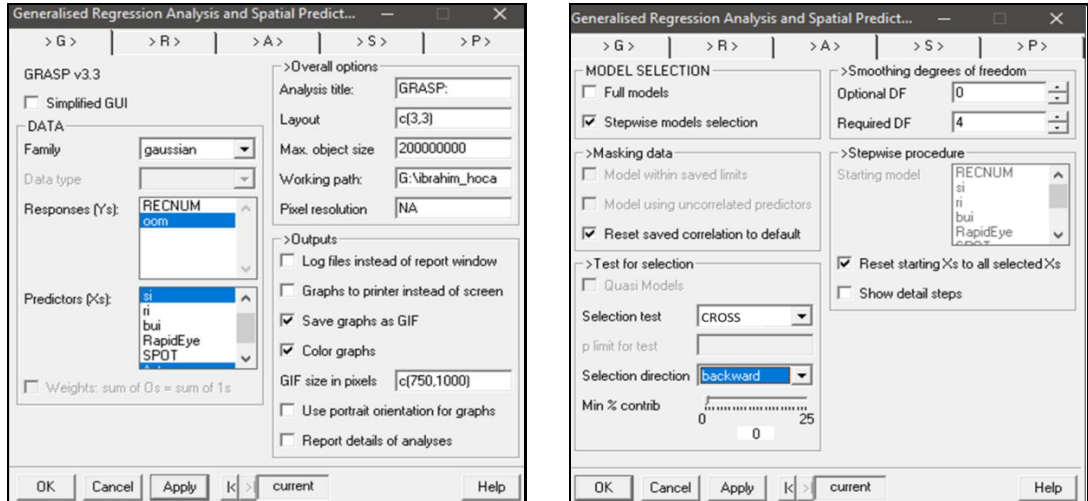 Generalised Regression Analysis and Spatial Predict...
> G >
> R >
> A >
> S >
> P >
GRASP v3.3
Simplified GUI
DATA
Family
gaussian
Data type
Responses (Ys):
RECNUM
oom
Predictors (Xs):
si
ri
bui
RapidEye
SPOT
Weights: sum of 0s = sum of 1s
>Overall options
Analysis title:
GRASP:
Layout
c(3,3)
Max. object size
200000000
Working path:
G:\ibrahim_hoca
Pixel resolution
NA
>Outputs
Log files instead of report window
Graphs to printer instead of screen
Save graphs as GIF
Color graphs
GIF size in pixels
c(750,1000)
Use portrait orientation for graphs
Report details of analyses
OK
Cancel
Apply
current
Help
Generalised Regression Analysis and Spatial Predict...
> G >
> R >
> A >
> S >
> P >
MODEL SELECTION
Full models
Stepwise models selection
>Masking data
Model within saved limits
Model using uncorrelated predictors
Reset saved correlation to default
>Test for selection
Quasi Models
Selection test
CROSS
p limit for test
Selection direction
backward
Min % contrib
0
25
0
>Smoothing degrees of freedom
Optional DF
0
Required DF
4
>Stepwise procedure
Starting model
RECNUM
si
ri
bui
RapidEye
SPOT
Reset starting Xs to all selected Xs
Show detail steps
OK
Cancel
Apply
current
Help